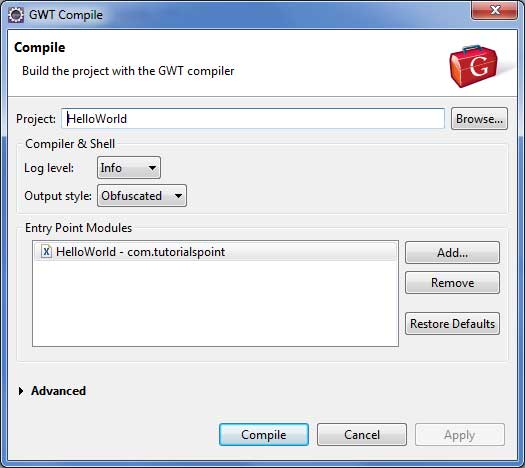 GWT Compile
Compile
Build the project with the GWT compiler
G
Project: HelloWorld Browse...
Compiler & Shell
Log level: Info
Output style: Obfuscated
Entry Point Modules
X HelloWorld - com.tutorialspoint
Add...
Remove
Restore Defaults
Advanced
Compile Cancel Apply